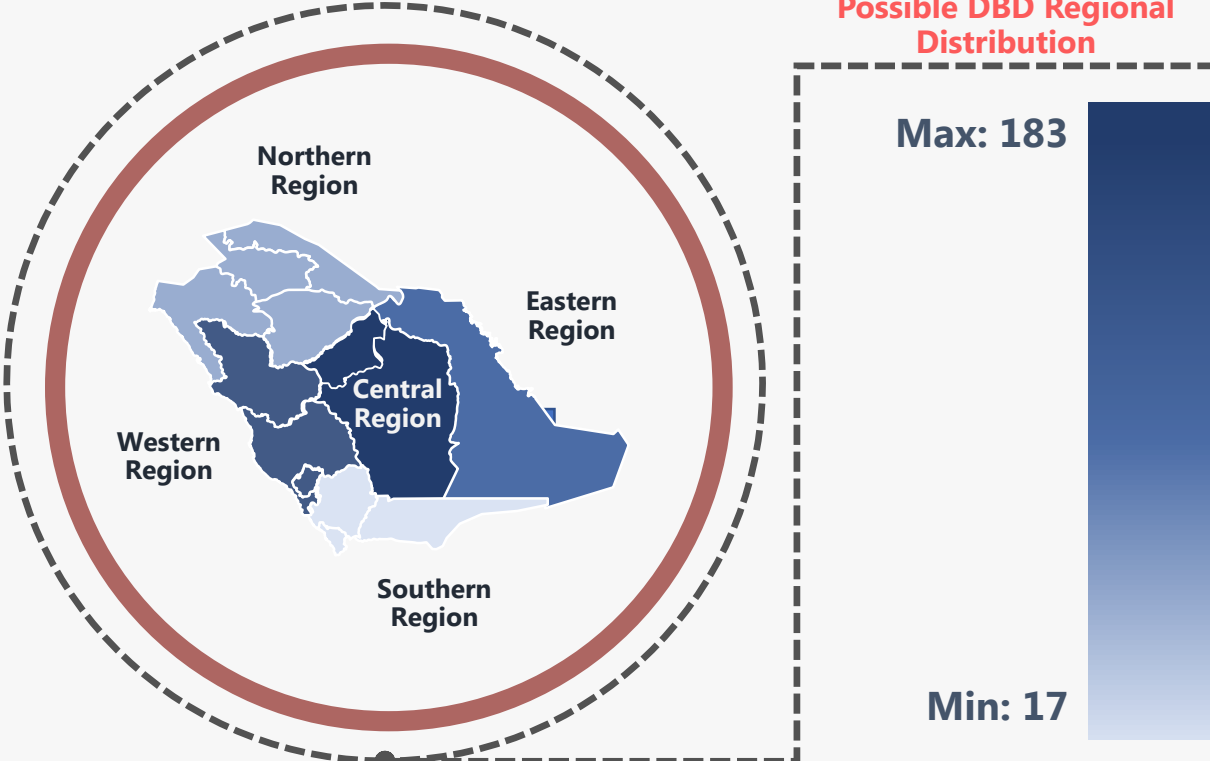 Possible DBD Regional
Distribution
Max: 183
Northern
Region
Eastern
Region
Central
Region
Western
Region
Southern
Region
Min: 17